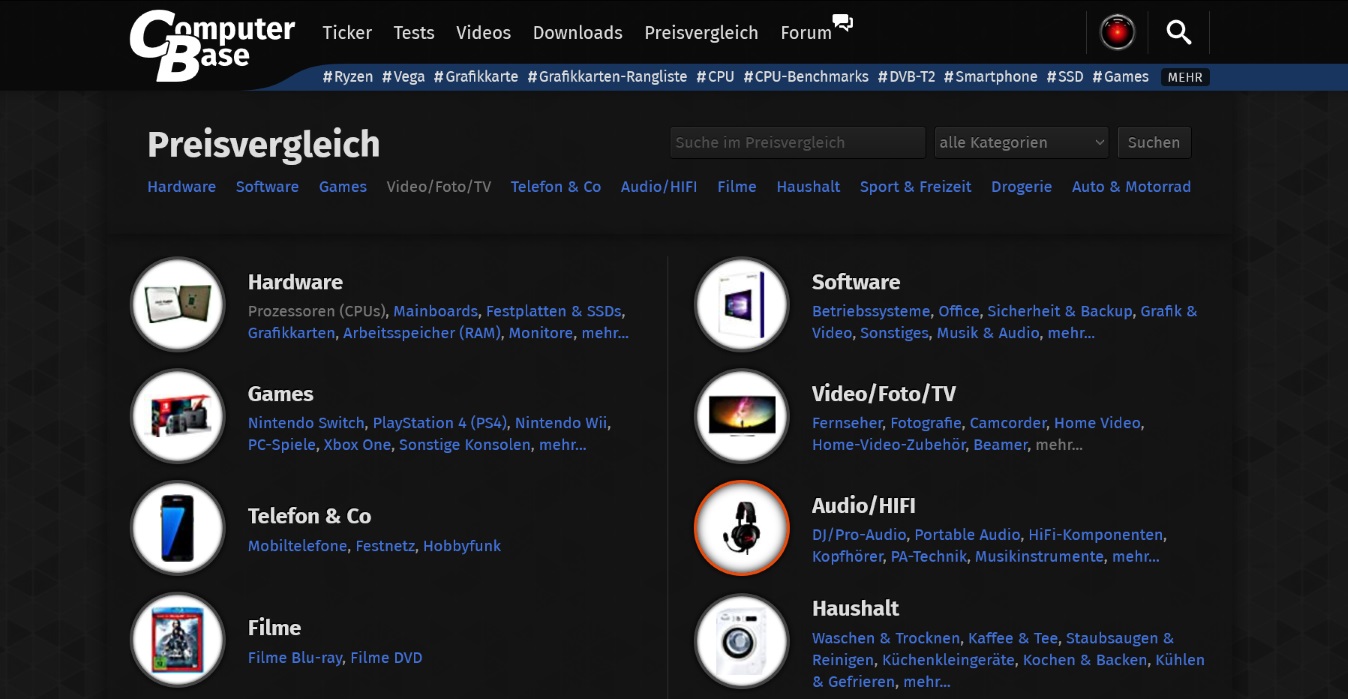 Computer Base
Ticker Tests Videos Downloads Preisvergleich Forum
#Ryzen #Vega #Grafikkarte #Grafikkarten-Rangliste #CPU #CPU-Benchmarks #DVB-T2 #Smartphone #SSD #Games MEHR
Preisvergleich
Suche im Preisvergleich alle Kategorien Suchen
Hardware Software Games Video/Foto/TV Telefon & Co Audio/HIFI Filme Haushalt Sport & Freizeit Drogerie Auto & Motorrad
Hardware
Prozessoren (CPUs), Mainboards, Festplatten & SSDs,
Grafikkarten, Arbeitsspeicher (RAM), Monitore, mehr...
Software
Betriebssysteme, Office, Sicherheit & Backup, Grafik &
Video, Sonstiges, Musik & Audio, mehr...
Games
Nintendo Switch, PlayStation 4 (PS4), Nintendo Wii,
PC-Spiele, Xbox One, Sonstige Konsolen, mehr...
Video/Foto/TV
Fernseher, Fotografie, Camcorder, Home Video,
Home-Video-Zubehör, Beamer, mehr...
Telefon & Co
Mobiltelefone, Festnetz, Hobbyfunk
Audio/HIFI
DJ/Pro-Audio, Portable Audio, HiFi-Komponenten,
Kopfhörer, PA-Technik, Musikinstrumente, mehr...
Filme
Filme Blu-ray, Filme DVD
Haushalt
Waschen & Trocknen, Kaffee & Tee, Staubsaugen &
Reinigen, Küchenkleingeräte, Kochen & Backen, Kühlen
& Gefrieren, mehr...